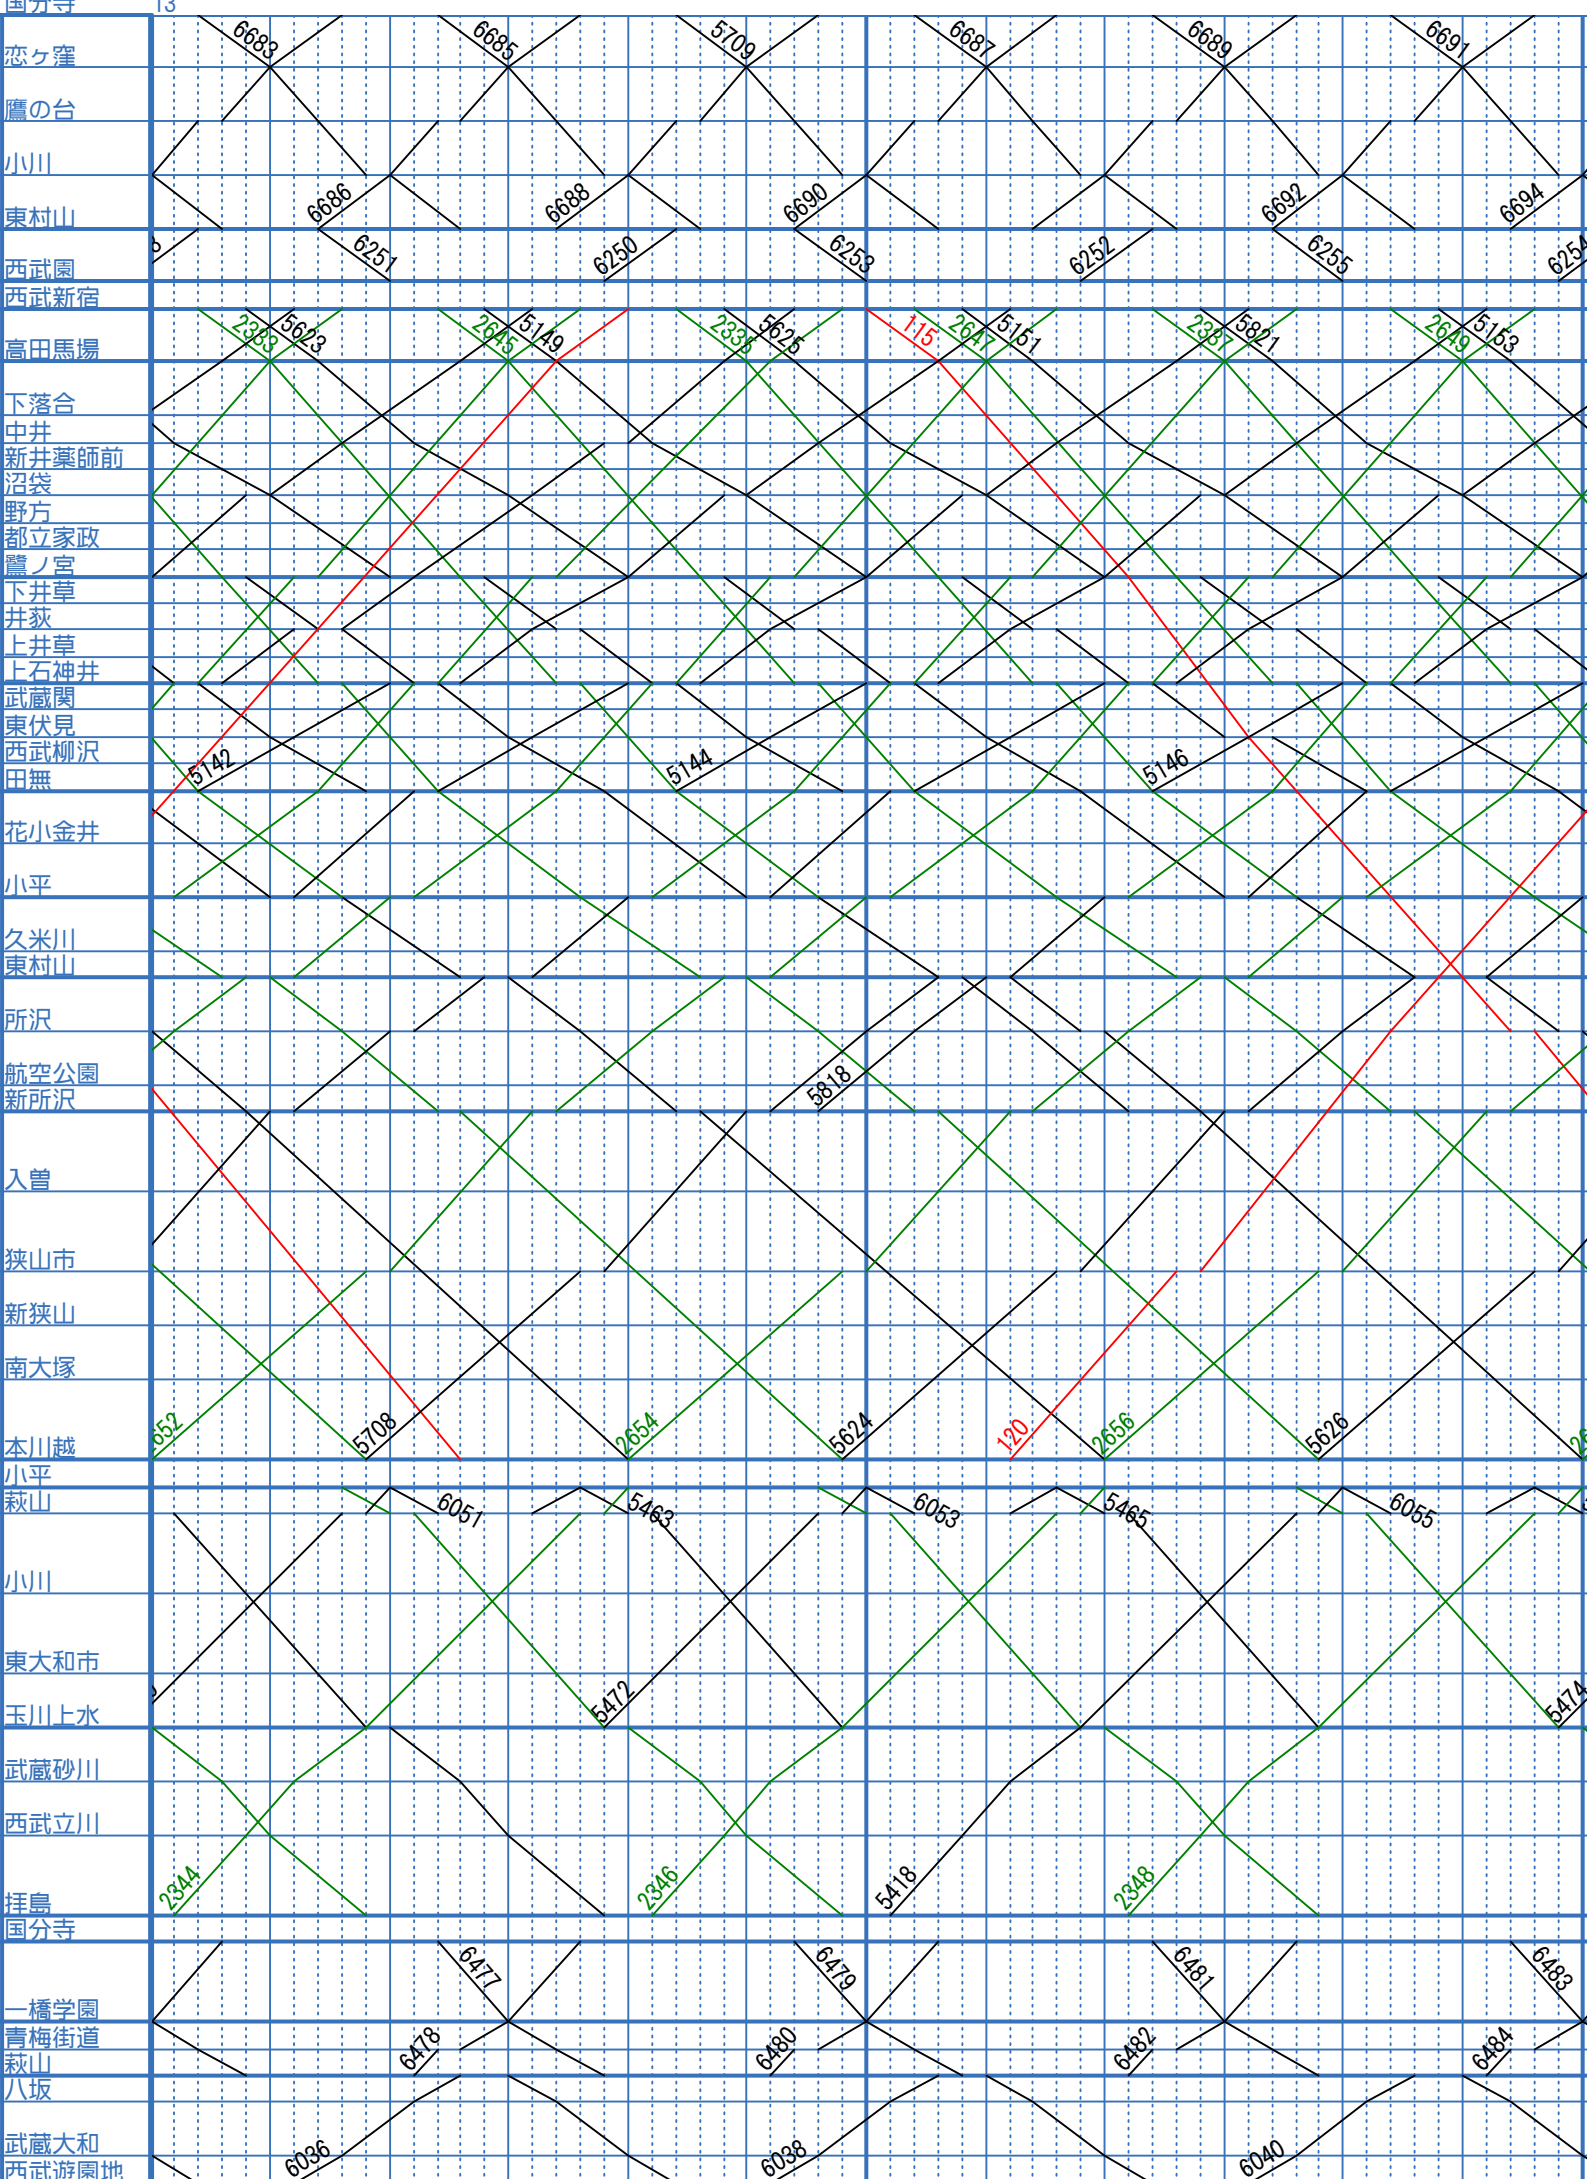 国分寺 13
恋ヶ窪 6683 6685 5709 6687 6689 6691
鷹の台
小川
東村山 6686 6688 6690 6692 6694
西武園 6251 6250 6253 6252 6255 6254
西武新宿
高田馬場 2333 5623 2645 5149 2335 5625 115 2647 5151 2337 5821 2649 5153
下落合
中井
新井薬師前
沼袋
野方
都立家政
鷺ノ宮
下井草
井荻
上井草
上石神井
武蔵関
東伏見
西武柳沢
田無 5142 5144 5146
花小金井
小平
久米川
東村山
所沢
航空公園
新所沢 5818
入曽
狭山市
新狭山
南大塚
本川越 2652 5708 2654 5624 120 2656 5626
小平
萩山 6051 5463 6053 5465 6055
小川
東大和市
玉川上水 5472 5474
武蔵砂川
西武立川
拝島 2344 2346 5418 2348
国分寺
一橋学園 6477 6479 6481 6483
青梅街道
萩山 6478 6480 6482 6484
八坂
武蔵大和
西武遊園地 6036 6038 6040